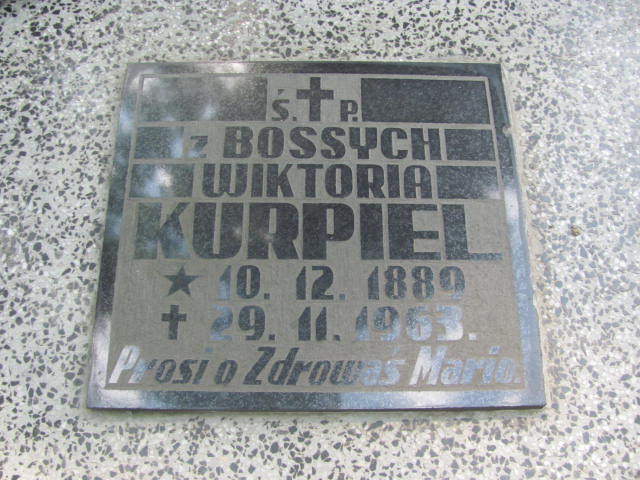 Ś. ✝ P.
z BOSSYCH
WIKTORIA
KURPIEL
★ 10. 12. 1889
✝ 29. 11. 1963.
Prosi o Zdrowaś Mario.